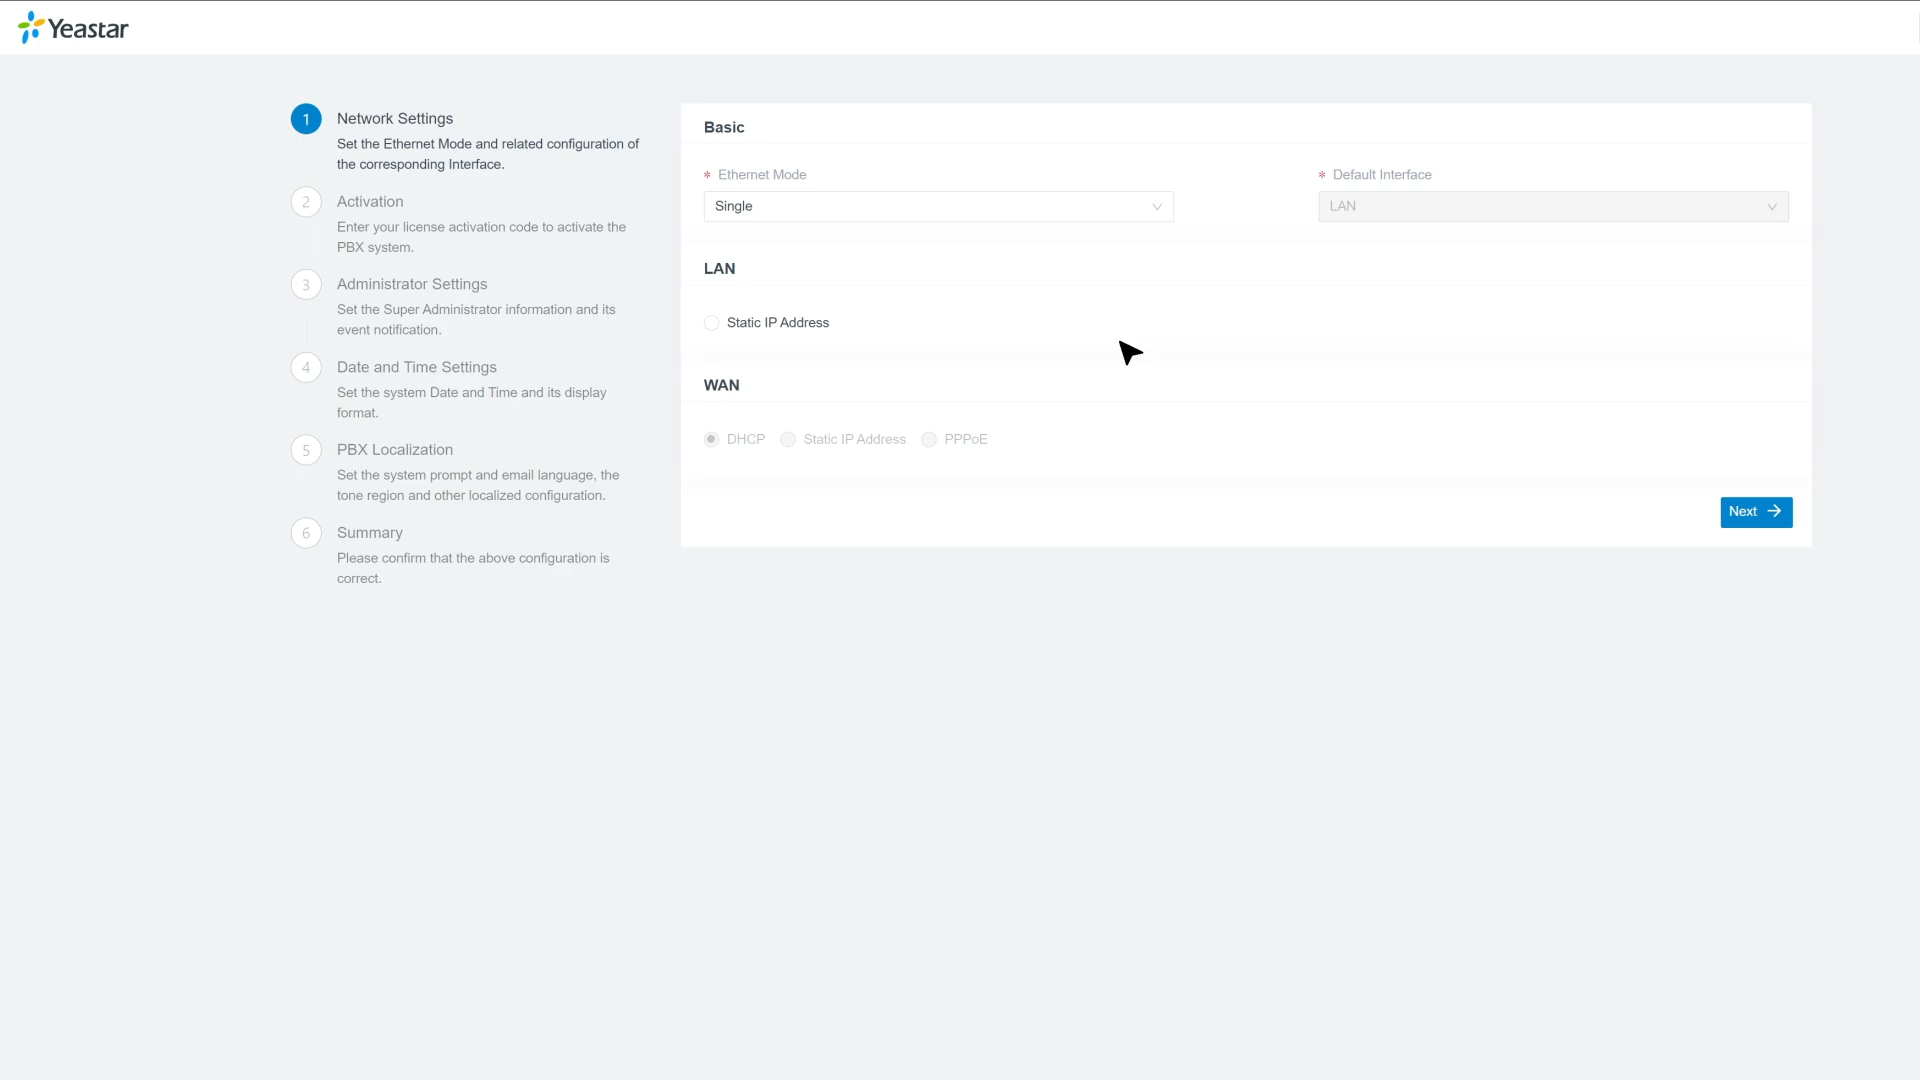 Yeastar
1
Network Settings
Set the Ethernet Mode and related configuration of
the corresponding Interface.
2
Activation
Enter your license activation code to activate the
PBX system.
3
Administrator Settings
Set the Super Administrator information and its
event notification.
4
Date and Time Settings
Set the system Date and Time and its display
format.
5
PBX Localization
Set the system prompt and email language, the
tone region and other localized configuration.
6
Summary
Please confirm that the above configuration is
correct.
Basic
* Ethernet Mode
* Default Interface
Single
LAN
LAN
Static IP Address
WAN
DHCP Static IP Address PPPoE
Next →